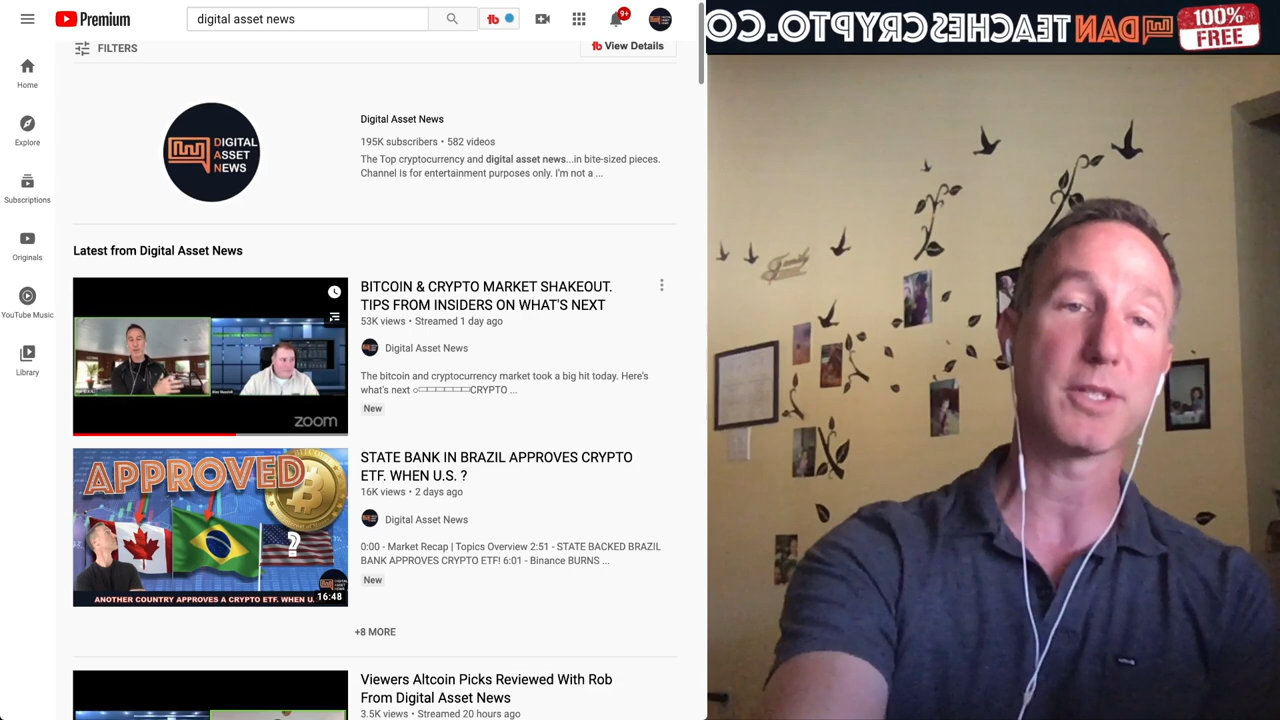 Premium
digital asset news
9+
FILTERS
View Details
Home
Explore
Subscriptions
Originals
YouTube Music
Library
DIGITAL
ASSET
NEWS
Digital Asset News
195K subscribers • 582 videos
The Top cryptocurrency and digital asset news...in bite-sized pieces.
Channel Is for entertainment purposes only. I'm not a ...
Latest from Digital Asset News
zoom
BITCOIN & CRYPTO MARKET SHAKEOUT.
TIPS FROM INSIDERS ON WHAT'S NEXT
53K views • Streamed 1 day ago
Digital Asset News
The bitcoin and cryptocurrency market took a big hit today. Here's
what's next ○□□□□□□□CRYPTO ...
New
APPROVED
ANOTHER COUNTRY APPROVES A CRYPTO ETF. WHEN U.
16:48
STATE BANK IN BRAZIL APPROVES CRYPTO
ETF. WHEN U.S. ?
16K views • 2 days ago
Digital Asset News
0:00 - Market Recap | Topics Overview 2:51 - STATE BACKED BRAZIL
BANK APPROVES CRYPTO ETF! 6:01 - Binance BURNS ...
New
+8 MORE
Viewers Altcoin Picks Reviewed With Rob
From Digital Asset News
3.5K views • Streamed 20 hours ago
DAN TEACHES CRYPTO.CO
100%
FREE
Family